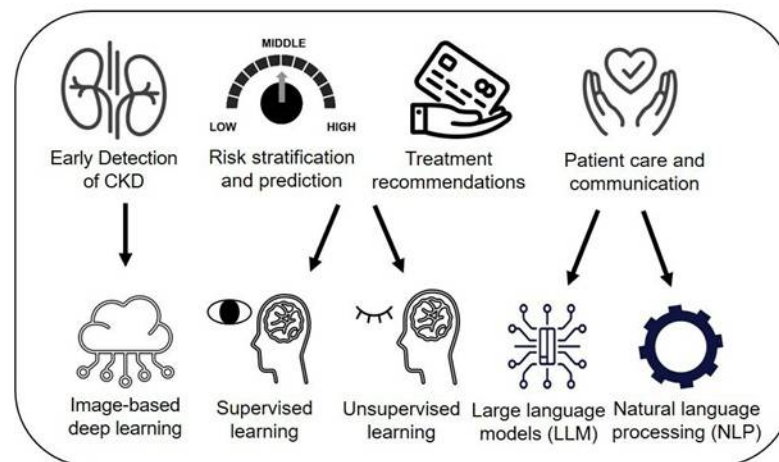 MIDDLE
LOW
HIGH
Early Detection
of CKD
Risk stratification
and prediction
Treatment
recommendations
Patient care and
communication
Image-based
deep learning
Supervised
learning
Unsupervised
learning
Large language
models (LLM)
Natural language
processing (NLP)